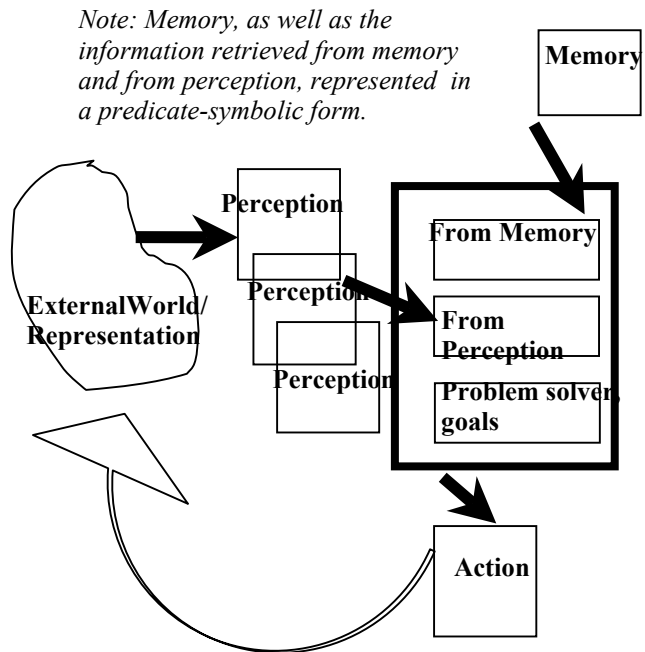 Note: Memory, as well as the
information retrieved from memory
and from perception, represented in
a predicate-symbolic form.
Memory
Perception
From Memory
Perception
ExternalWorld/
Representation
From
Perception
Perception
Problem solver,
goals
Action